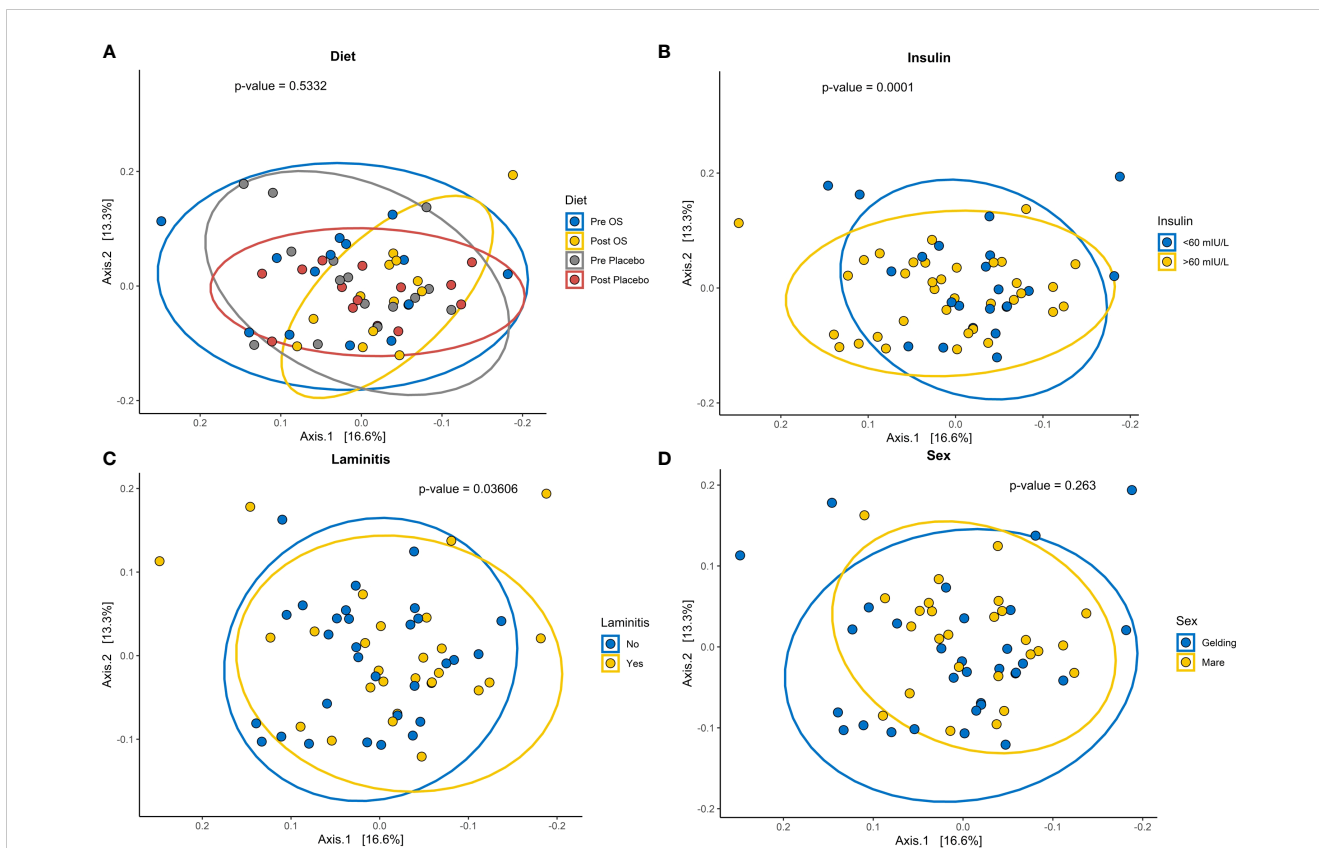 A
Diet
p-value = 0.5332
0.2
0.0
-0.2
Axis.2 [13.3%]
0.2
0.1
0.0
-0.1
-0.2
Axis.1 [16.6%]
Diet
Pre OS
Post OS
Pre Placebo
Post Placebo
B
Insulin
p-value = 0.0001
0.2
0.0
-0.2
Axis.2 [13.3%]
0.2
0.1
0.0
-0.1
-0.2
Axis.1 [16.6%]
Insulin
<60 mIU/L
>60 mIU/L
C
Laminitis
p-value = 0.03606
0.2
0.1
0.0
-0.1
Axis.2 [13.3%]
0.2
0.1
0.0
-0.1
-0.2
Axis.1 [16.6%]
Laminitis
No
Yes
D
Sex
p-value = 0.263
0.2
0.1
0.0
-0.1
-0.2
Axis.2 [13.3%]
0.2
0.1
0.0
-0.1
-0.2
Axis.1 [16.6%]
Sex
Gelding
Mare